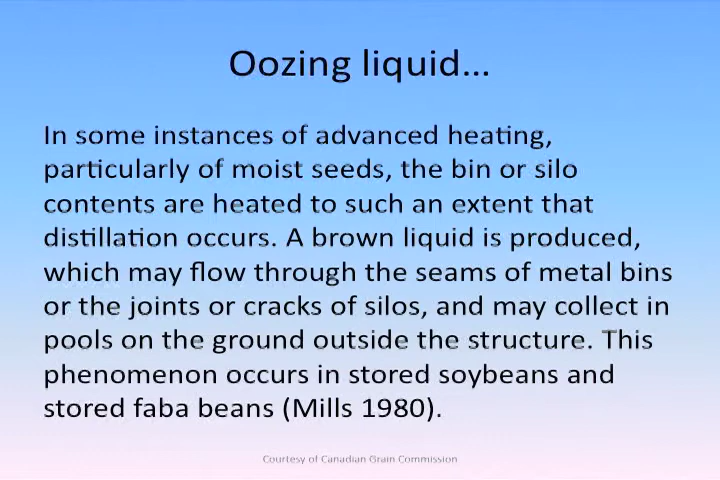 Oozing liquid...
In some instances of advanced heating,
particularly of moist seeds, the bin or silo
contents are heated to such an extent that
distillation occurs. A brown liquid is produced,
which may flow through the seams of metal bins
or the joints or cracks of silos, and may collect in
pools on the ground outside the structure. This
phenomenon occurs in stored soybeans and
stored faba beans (Mills 1980).
Courtesy of Canadian Grain Commission